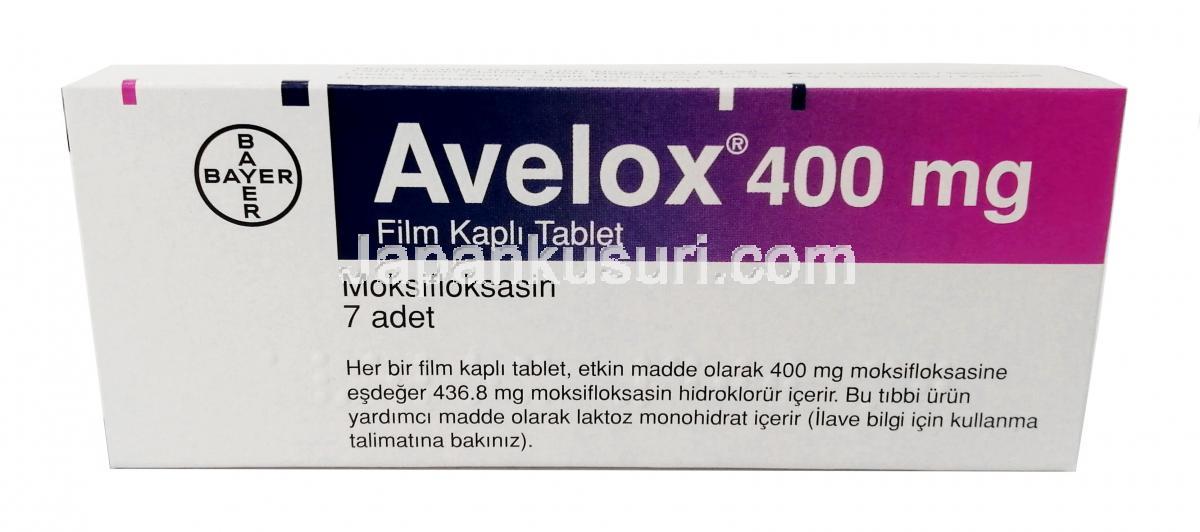 BAYER
BAYER
Avelox® 400 mg
Film Kaplı Tablet
Japankusuri.com
Moksifloksasin
7 adet
Her bir film kaplı tablet, etkin madde olarak 400 mg moksifloksasine
eşdeğer 436.8 mg moksifloksasin hidroklorür içerir. Bu tıbbi ürün
yardımcı madde olarak laktoz monohidrat içerir (İlave bilgi için kullanma
talimatına bakınız).